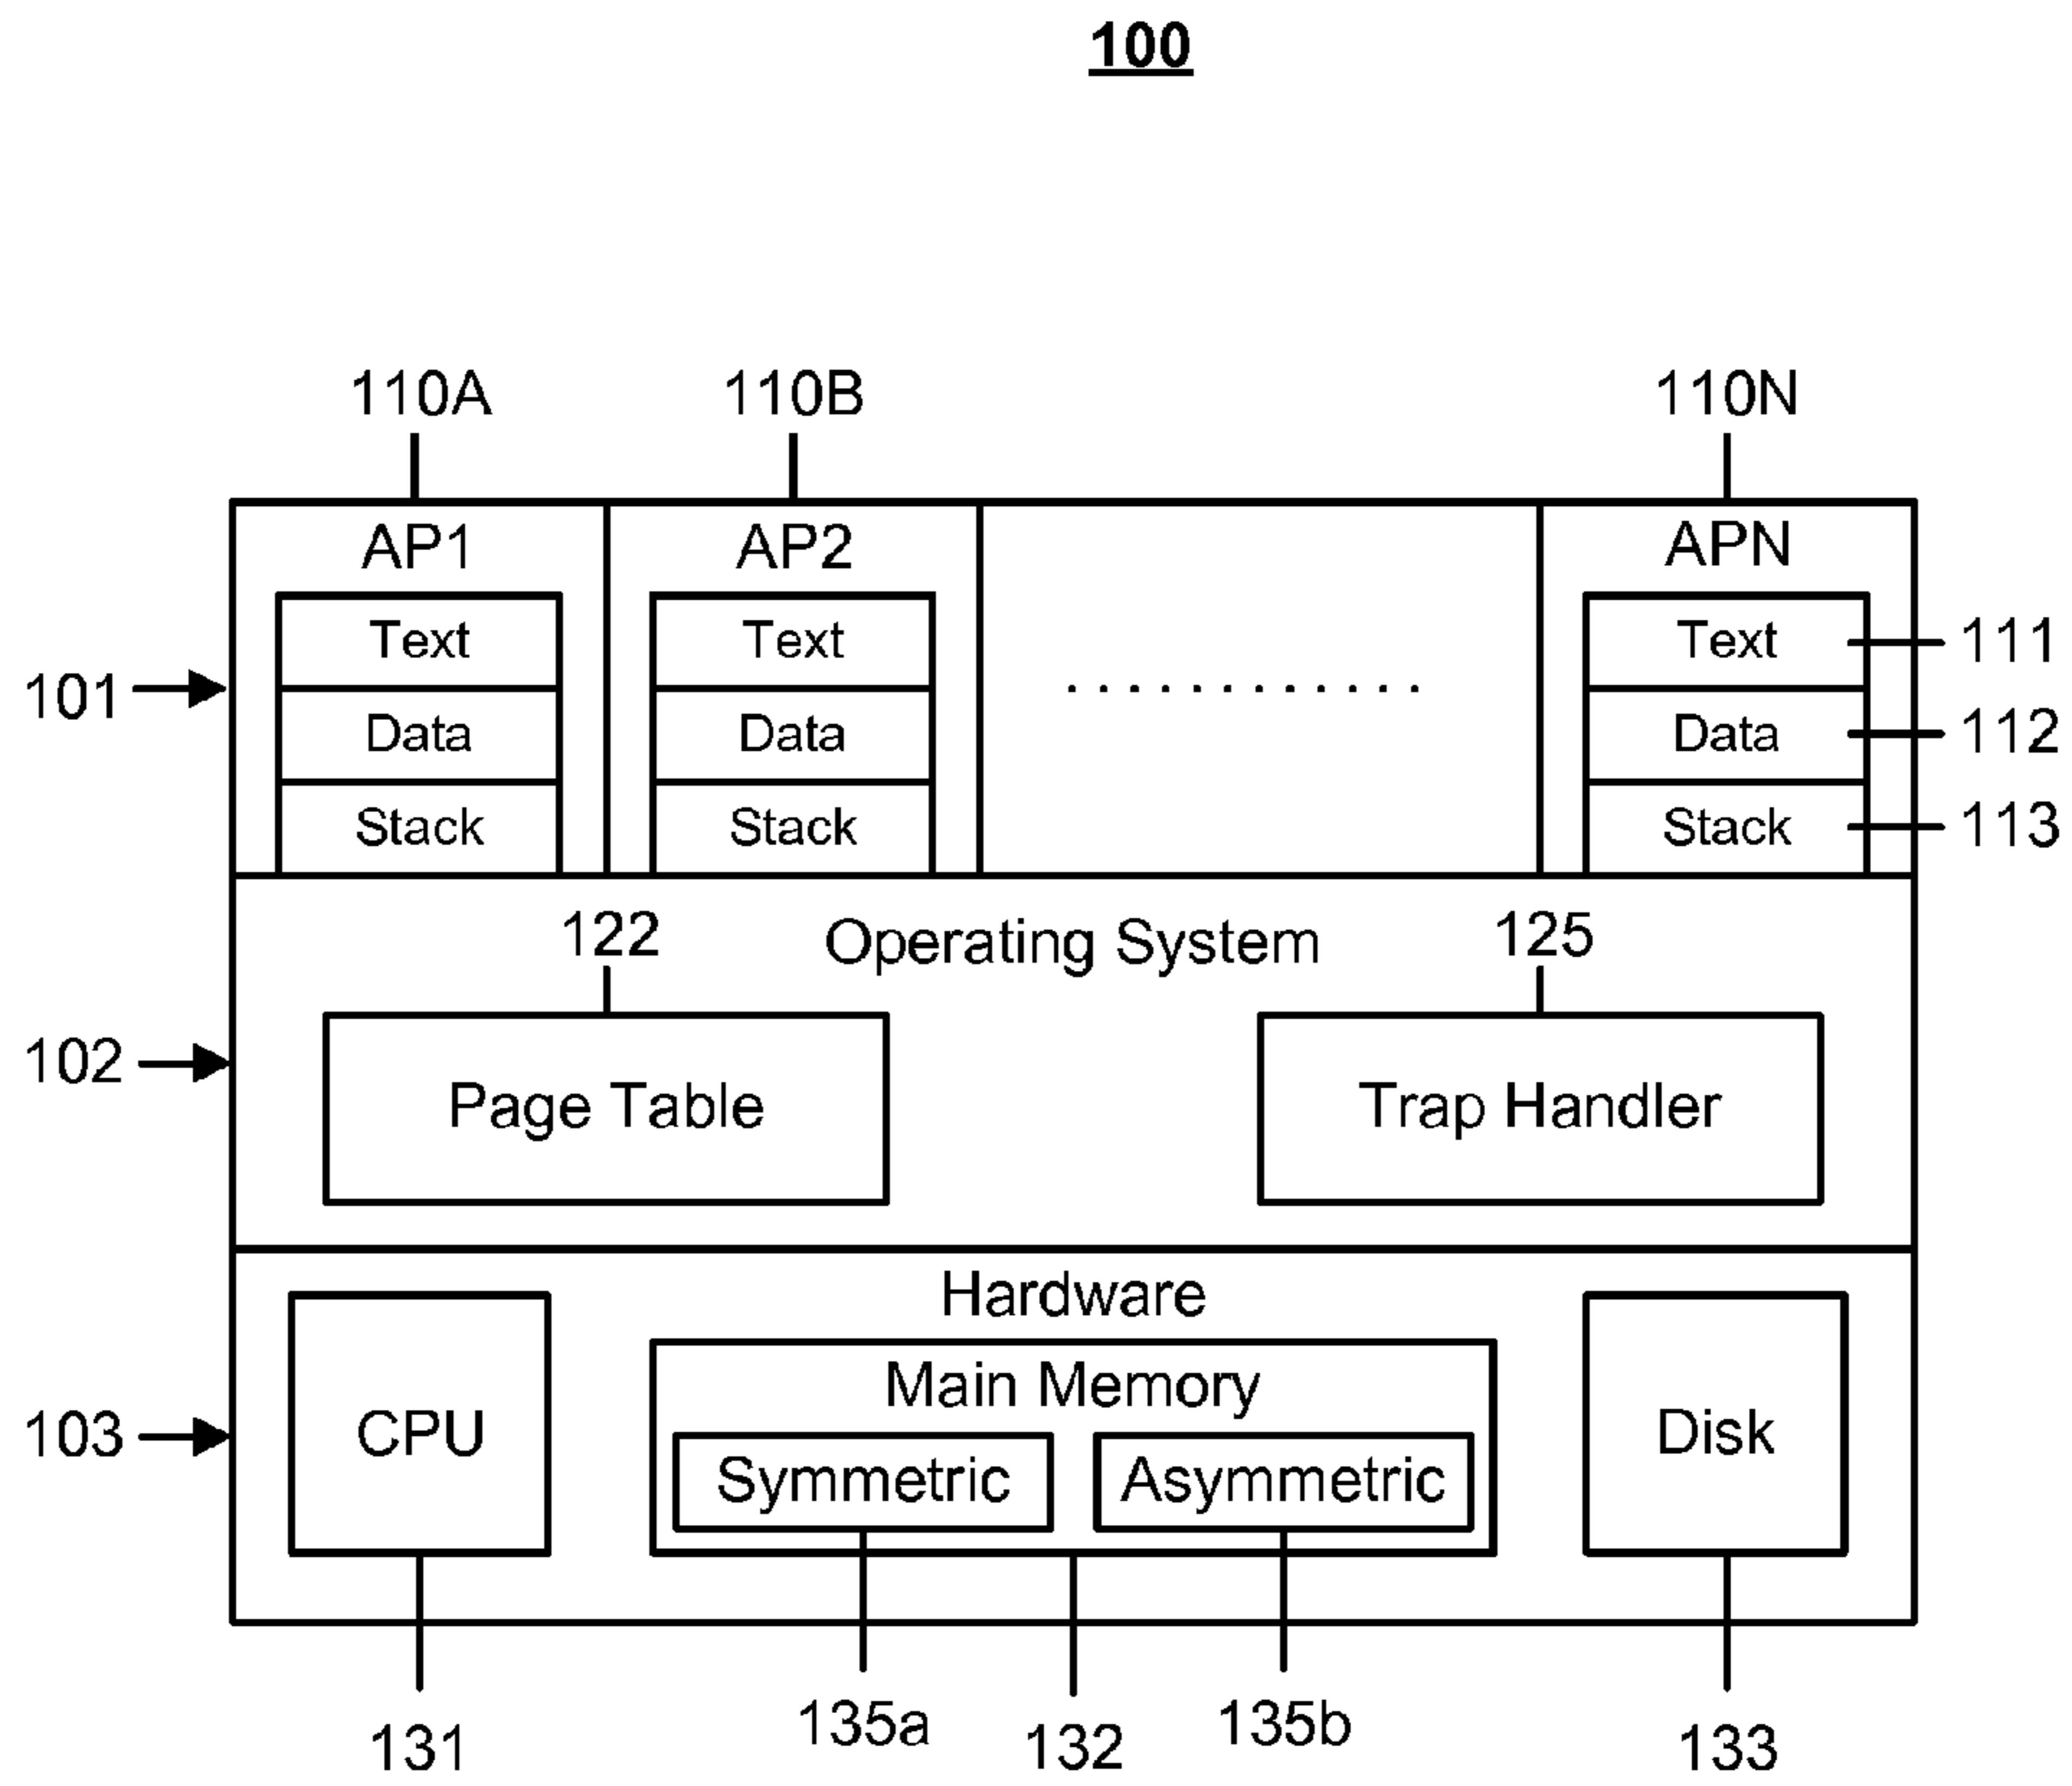 100
110A 110B 110N
AP1 AP2 APN
Text Text Text 111
101 ............
Data Data Data 112
Stack Stack Stack 113
122 Operating System 125
102 Page Table Trap Handler
Hardware
Main Memory
103 CPU Disk
Symmetric Asymmetric
135a 135b
131 132 133